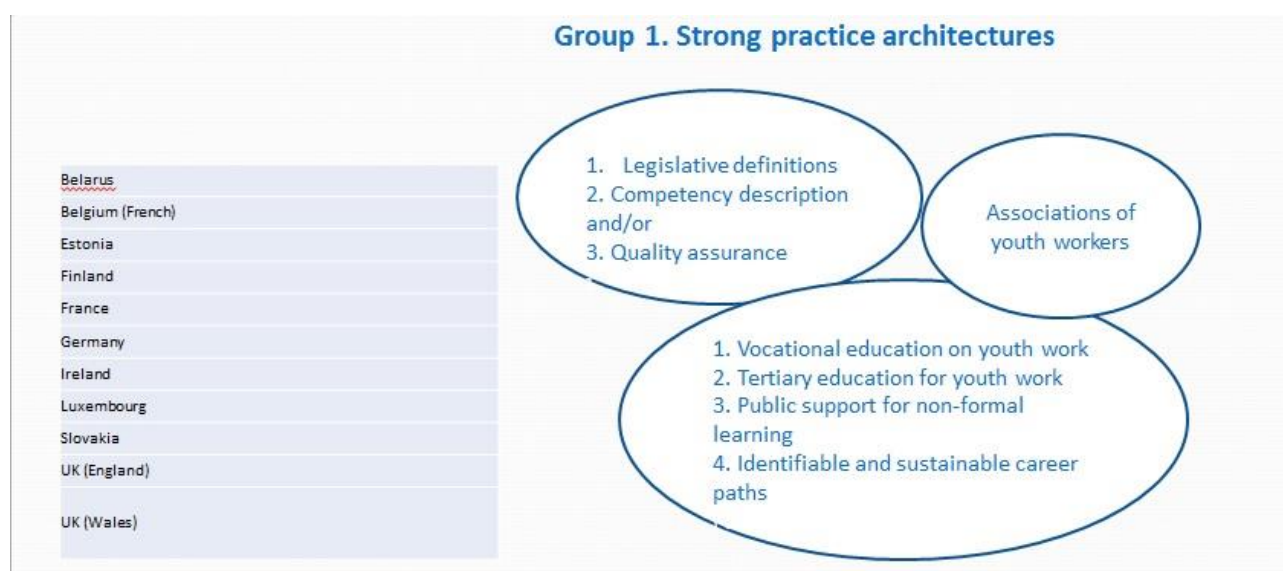 Group 1. Strong practice architectures
Belarus
Belgium (French)
Estonia
Finland
France
Germany
Ireland
Luxembourg
Slovakia
UK (England)
UK (Wales)
1. Legislative definitions
2. Competency description
and/or
3. Quality assurance
Associations of
youth workers
1. Vocational education on youth work
2. Tertiary education for youth work
3. Public support for non-formal
learning
4. Identifiable and sustainable career
paths